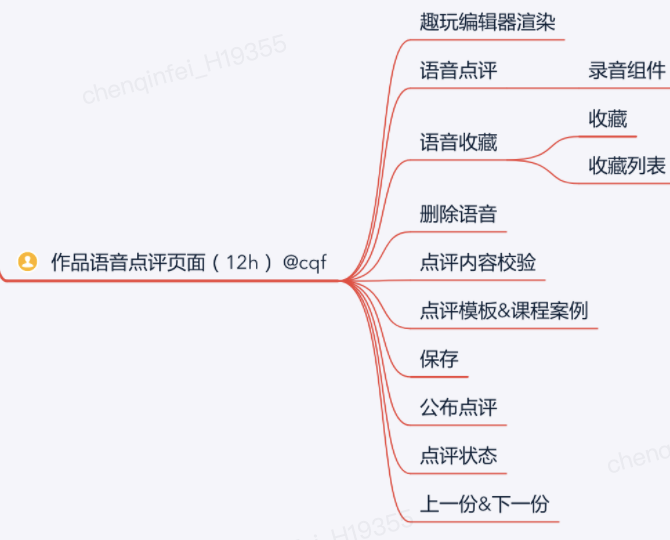 趣玩编辑器渲染
语音点评
录音组件
收藏
语音收藏
收藏列表
删除语音
作品语音点评页面（12h）@cqf
点评内容校验
点评模板&课程案例
保存
公布点评
点评状态
上一份&下一份
chenqinfei_H19355